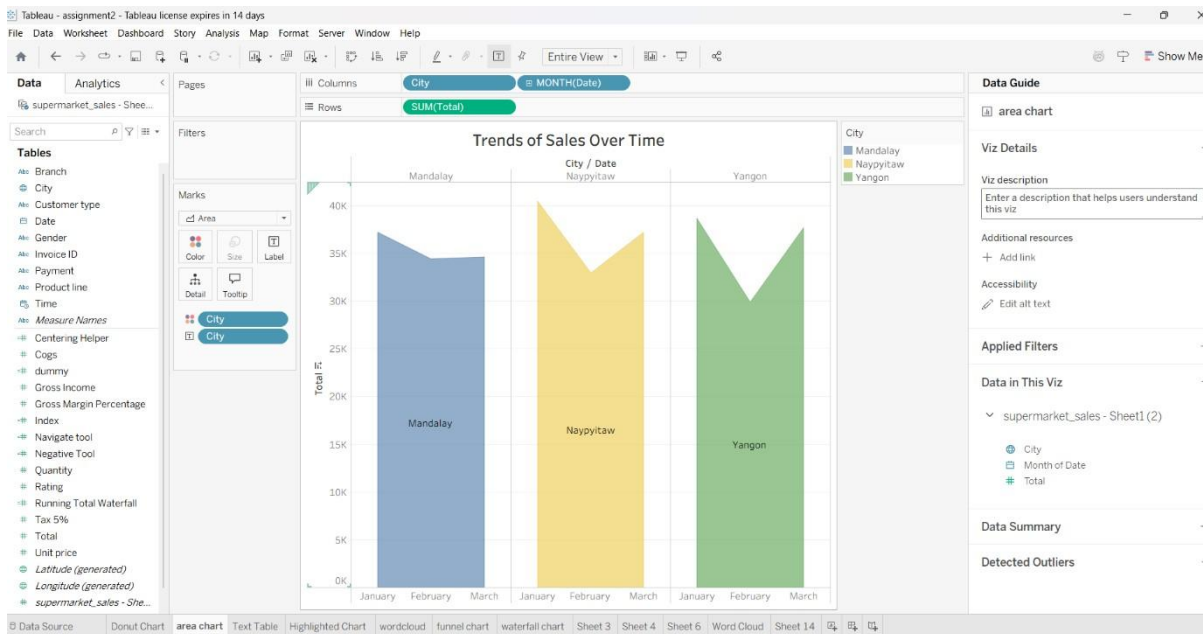 Tableau - assignment2 - Tableau license expires in 14 days
File Data Worksheet Dashboard Story Analysis Map Format Server Window Help
Entire View
Show Me
Data Analytics
supermarket_sales - Shee...
Search
Tables
Abc Branch
City
Abc Customer type
Date
Abc Gender
Abc Invoice ID
Abc Payment
Abc Product line
Time
Abc Measure Names
Centering Helper
Cogs
dummy
Gross Income
Gross Margin Percentage
Index
Navigate tool
Negative Tool
Quantity
Rating
Running Total Waterfall
Tax 5%
Total
Unit price
Latitude (generated)
Longitude (generated)
supermarket_sales - She...
Pages
Filters
Marks
Area
Color Size Label
Detail Tooltip
City
City
Columns City MONTH(Date)
Rows SUM(Total)
Trends of Sales Over Time
City / Date
Mandalay Naypyitaw Yangon
Total
40K
35K
30K
25K
20K
15K
10K
5K
0K
Mandalay
Naypyitaw
Yangon
January February March January February March January February March
City
Mandalay
Naypyitaw
Yangon
Data Guide
area chart
Viz Details
Viz description
Enter a description that helps users understand
this viz
Additional resources
+ Add link
Accessibility
Edit alt text
Applied Filters
Data in This Viz
supermarket_sales - Sheet1 (2)
City
Month of Date
# Total
Data Summary
Detected Outliers
Data Source Donut Chart area chart Text Table Highlighted Chart wordcloud funnel chart waterfall chart Sheet 3 Sheet 4 Sheet 6 Word Cloud Sheet 14